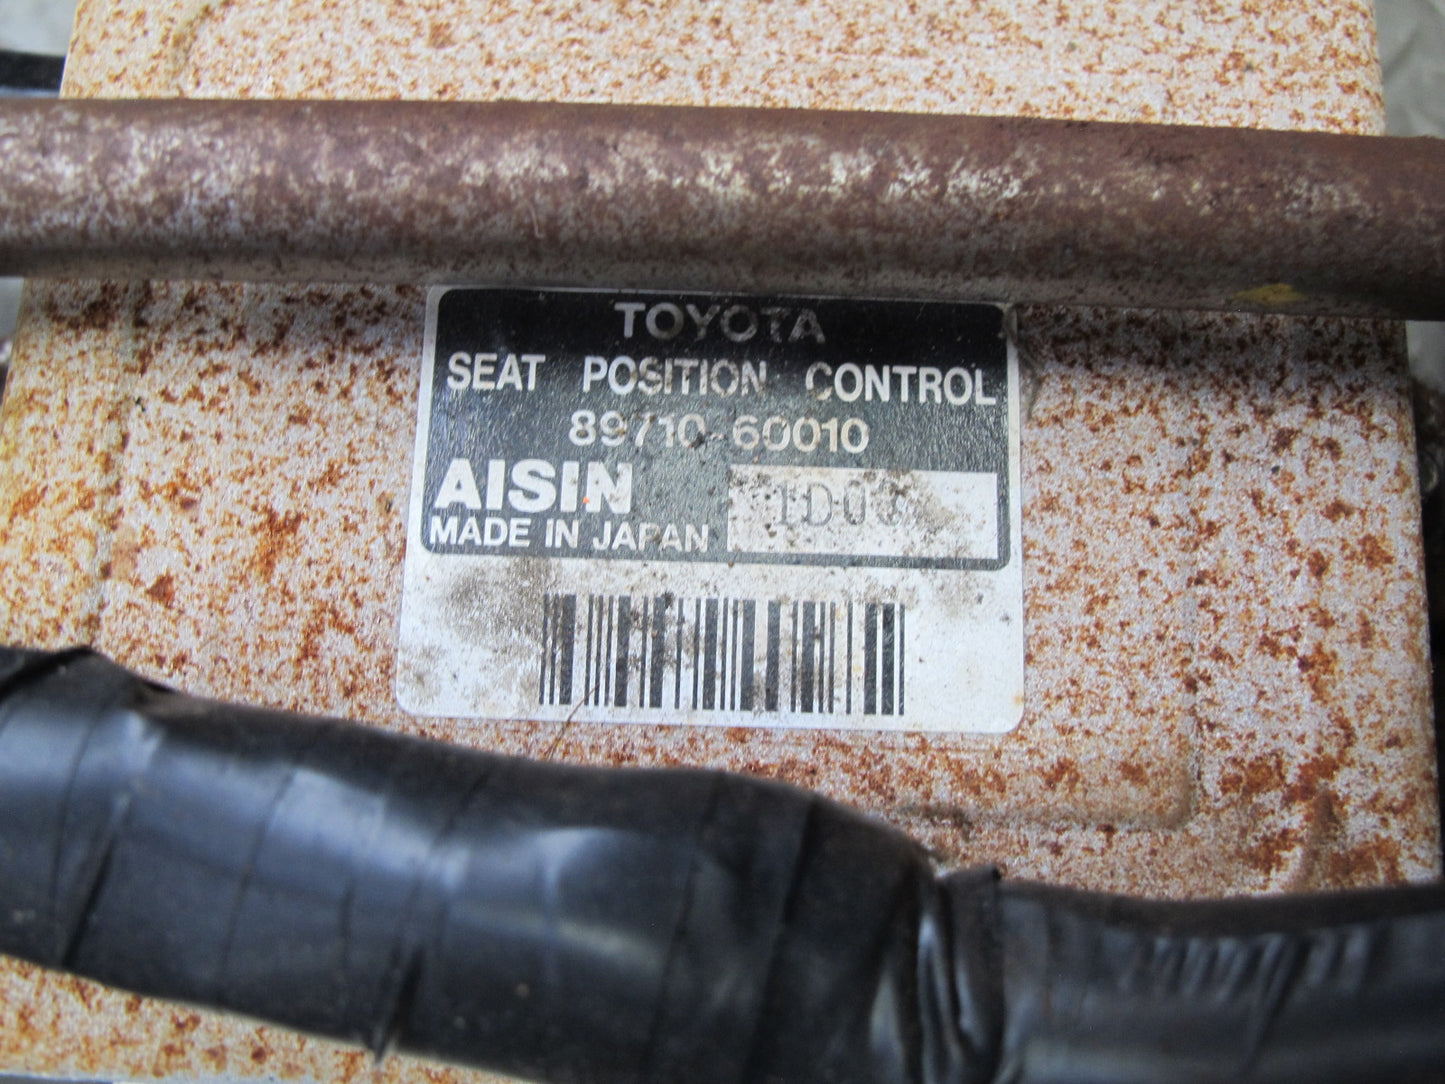 TOYOTA
SEAT POSITION CONTROL
89710-60010
AISIN
MADE IN JAPAN